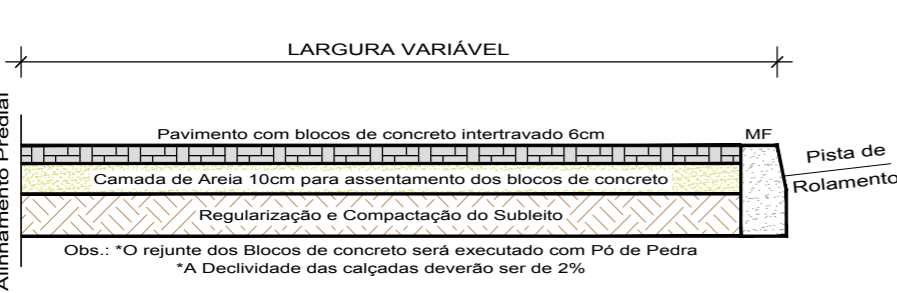 LARGURA VARIÁVEL
Alinhamento Predial
Pavimento com blocos de concreto intertravado 6cm
MF
Pista de
Rolamento
Camada de Areia 10cm para assentamento dos blocos de concreto
Regularização e Compactação do Subleito
Obs.: *O rejunte dos Blocos de concreto será executado com Pó de Pedra
*A Declividade das calçadas deverão ser de 2%